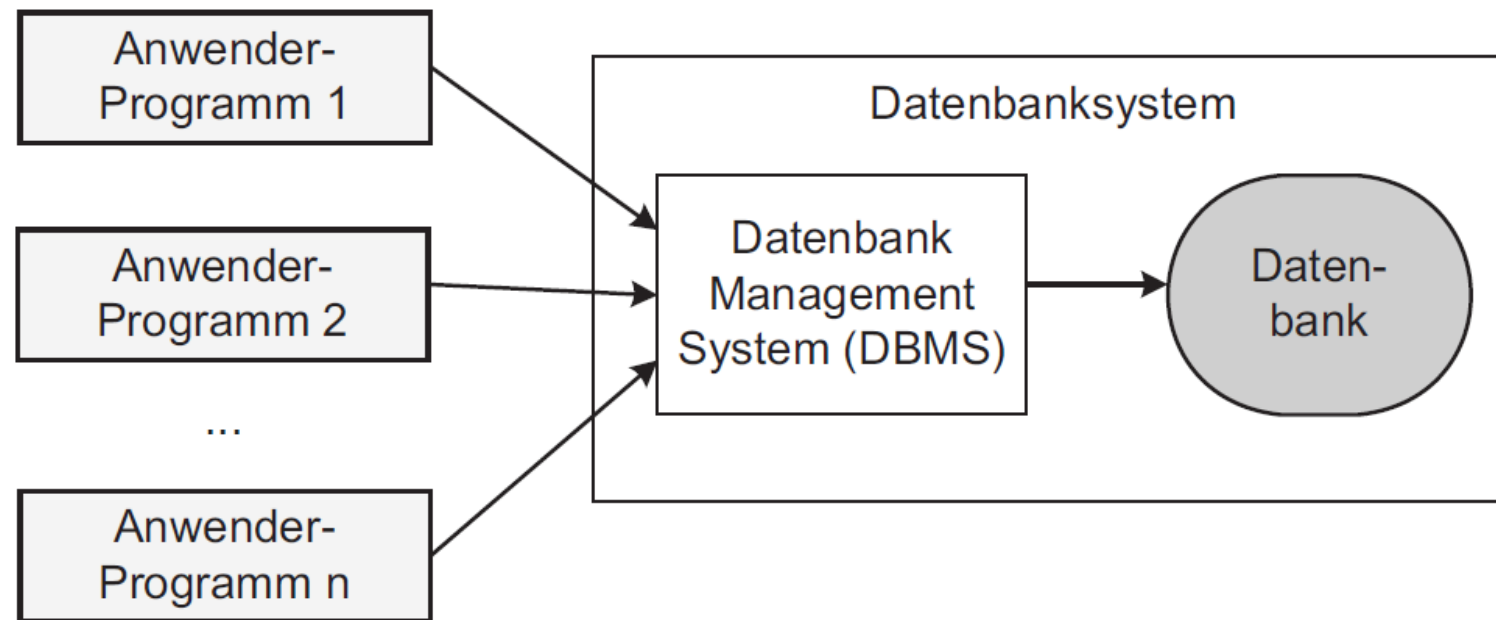 Anwender-
Programm 1
Datenbanksystem
Anwender-
Programm 2
Datenbank
Management
System (DBMS)
Daten-
bank
...
Anwender-
Programm n